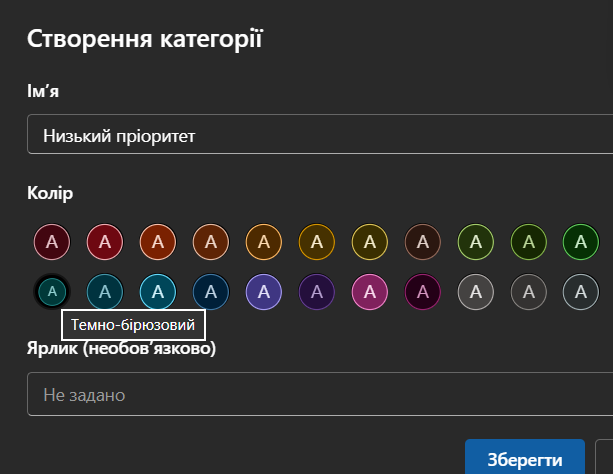 Створення категорії
Ім’я
Низький пріоритет
Колір
A A A A A A A A A A A
A A A A A A A A A A A
Темно-бірюзовий
Ярлик (необов’язково)
Не задано
Зберегти